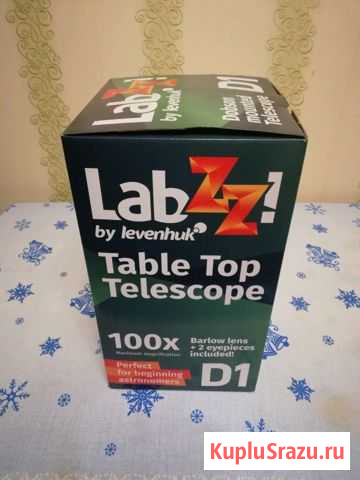 LabZZ!
by levenhuk
Dobson
mounted
Telescope
D1
LabZZ!
by levenhuk
Table Top
Telescope
100x
Maximum magnification
Barlow lens
+ 2 eyepieces
included!
Perfect
for beginning
astronomers
D1
KupluSrazu.ru